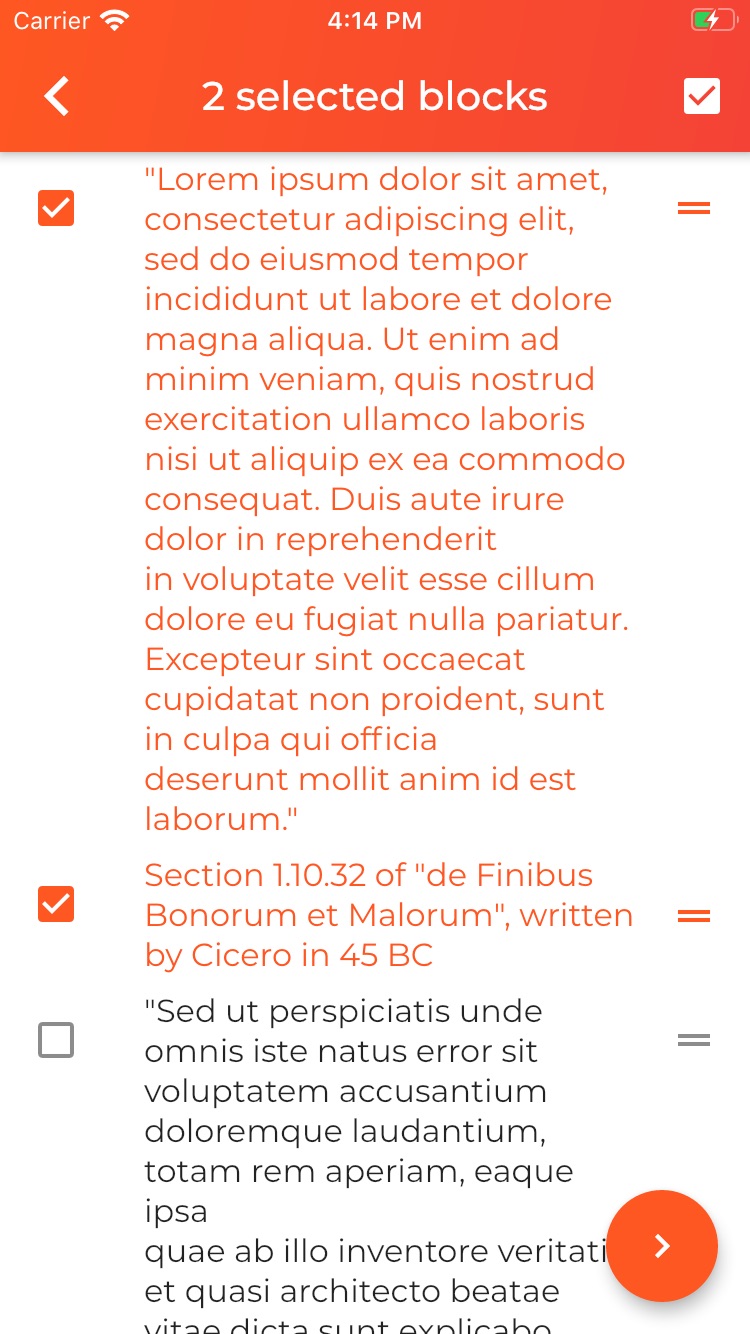 Carrier 4:14 PM
2 selected blocks
"Lorem ipsum dolor sit amet,
consectetur adipiscing elit,
sed do eiusmod tempor
incididunt ut labore et dolore
magna aliqua. Ut enim ad
minim veniam, quis nostrud
exercitation ullamco laboris
nisi ut aliquip ex ea commodo
consequat. Duis aute irure
dolor in reprehenderit
in voluptate velit esse cillum
dolore eu fugiat nulla pariatur.
Excepteur sint occaecat
cupidatat non proident, sunt
in culpa qui officia
deserunt mollit anim id est
laborum."
Section 1.10.32 of "de Finibus
Bonorum et Malorum", written
by Cicero in 45 BC
"Sed ut perspiciatis unde
omnis iste natus error sit
voluptatem accusantium
doloremque laudantium,
totam rem aperiam, eaque
ipsa
quae ab illo inventore veritati
et quasi architecto beatae
vitae dicta sunt explicabo